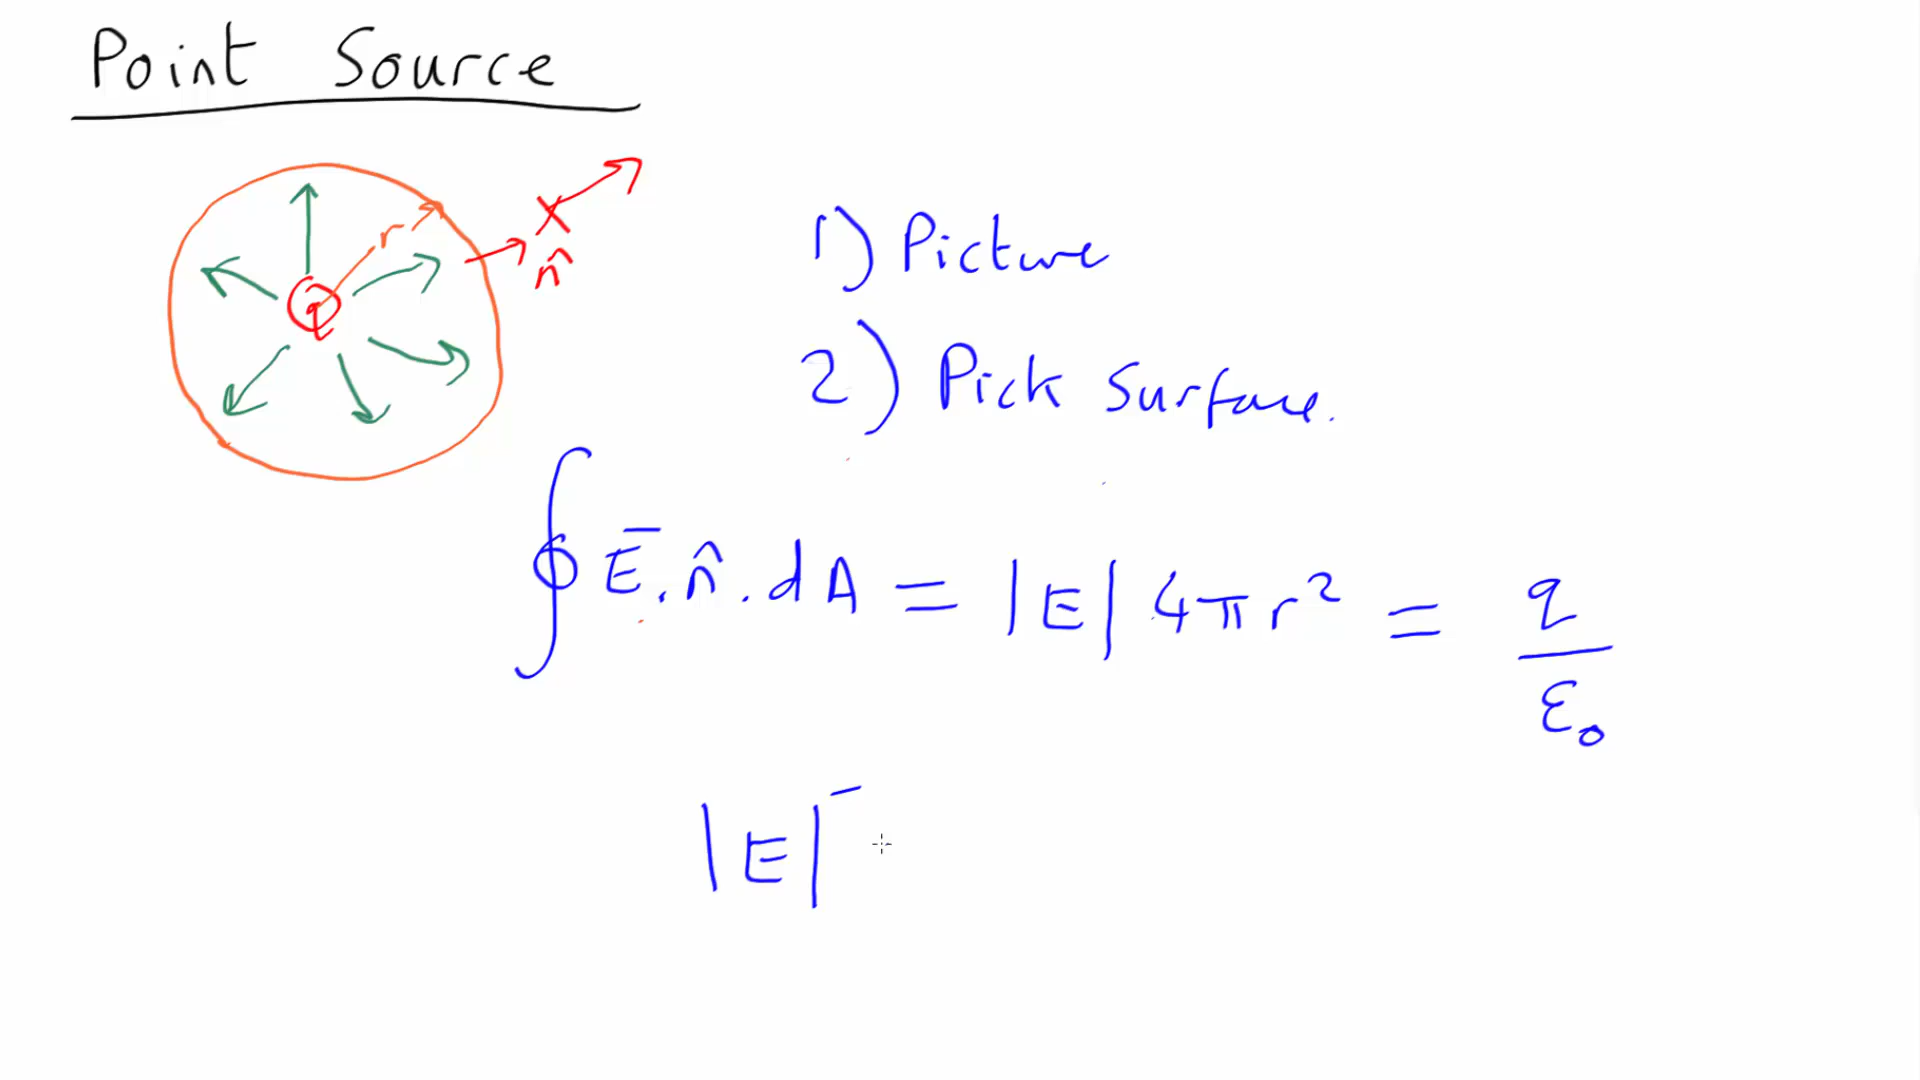 Point Source
r
n̂
q
1) Picture
2) Pick Surface.
∮ Ē . n̂ . dA = |E| 4πr² = q/ε₀
|E| ‾